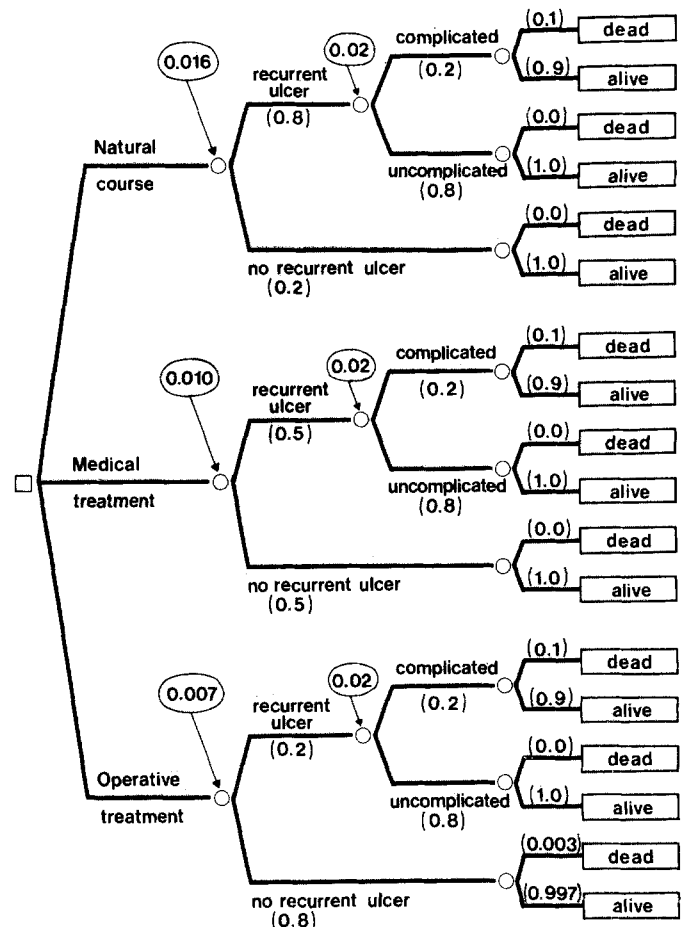 (0.1)
dead
complicated
0.02
(0.2)
0.016
recurrent
ulcer
(0.9)
alive
(0.8)
(0.0)
dead
Natural
course
uncomplicated
(0.8)
(1.0)
alive
(0.0)
dead
no recurrent ulcer
(0.2)
(1.0)
alive
(0.1)
dead
complicated
0.02
(0.2)
0.010
recurrent
ulcer
(0.9)
alive
(0.5)
(0.0)
dead
Medical
treatment
uncomplicated
(0.8)
(1.0)
alive
(0.0)
dead
no recurrent ulcer
(0.5)
(1.0)
alive
(0.1)
dead
complicated
0.02
(0.2)
0.007
recurrent
ulcer
(0.9)
alive
(0.2)
(0.0)
dead
Operative
treatment
uncomplicated
(0.8)
(1.0)
alive
(0.003)
dead
no recurrent ulcer
(0.8)
(0.997)
alive